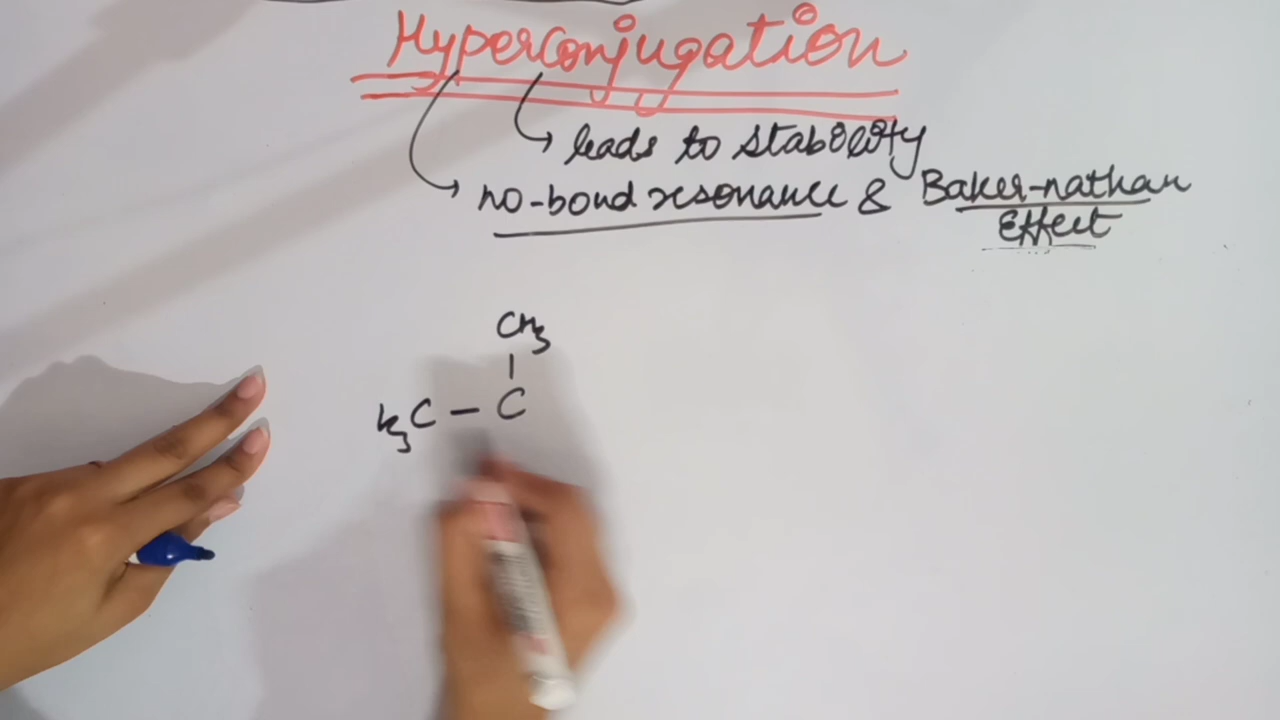 Hyperconjugation
leads to stability
no-bond resonance & Baker-nathan
Effect
CH3
|
H3C - C